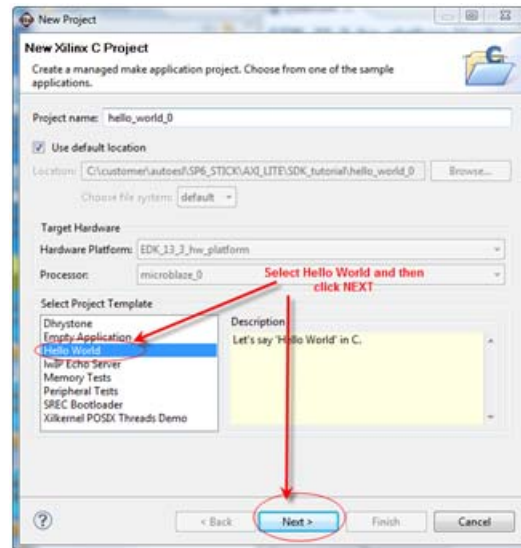 New Project
New Xilinx C Project
Create a managed make application project. Choose from one of the sample
applications.
Project name: hello_world_0
Use default location
Location: C:\customer\autoesl\SP6_STICK\AXI_LITE\SDK_tutorial\hello_world_0 Browse...
Choose file system: default
Target Hardware
Hardware Platform: EDK_13_3_hw_platform
Processor: microblaze_0
Select Hello World and then
click NEXT
Select Project Template
Dhrystone
Empty Application
Hello World
lwIP Echo Server
Memory Tests
Peripheral Tests
SREC Bootloader
Xilkernel POSIX Threads Demo
Description
Let's say 'Hello World' in C.
? < Back Next > Finish Cancel